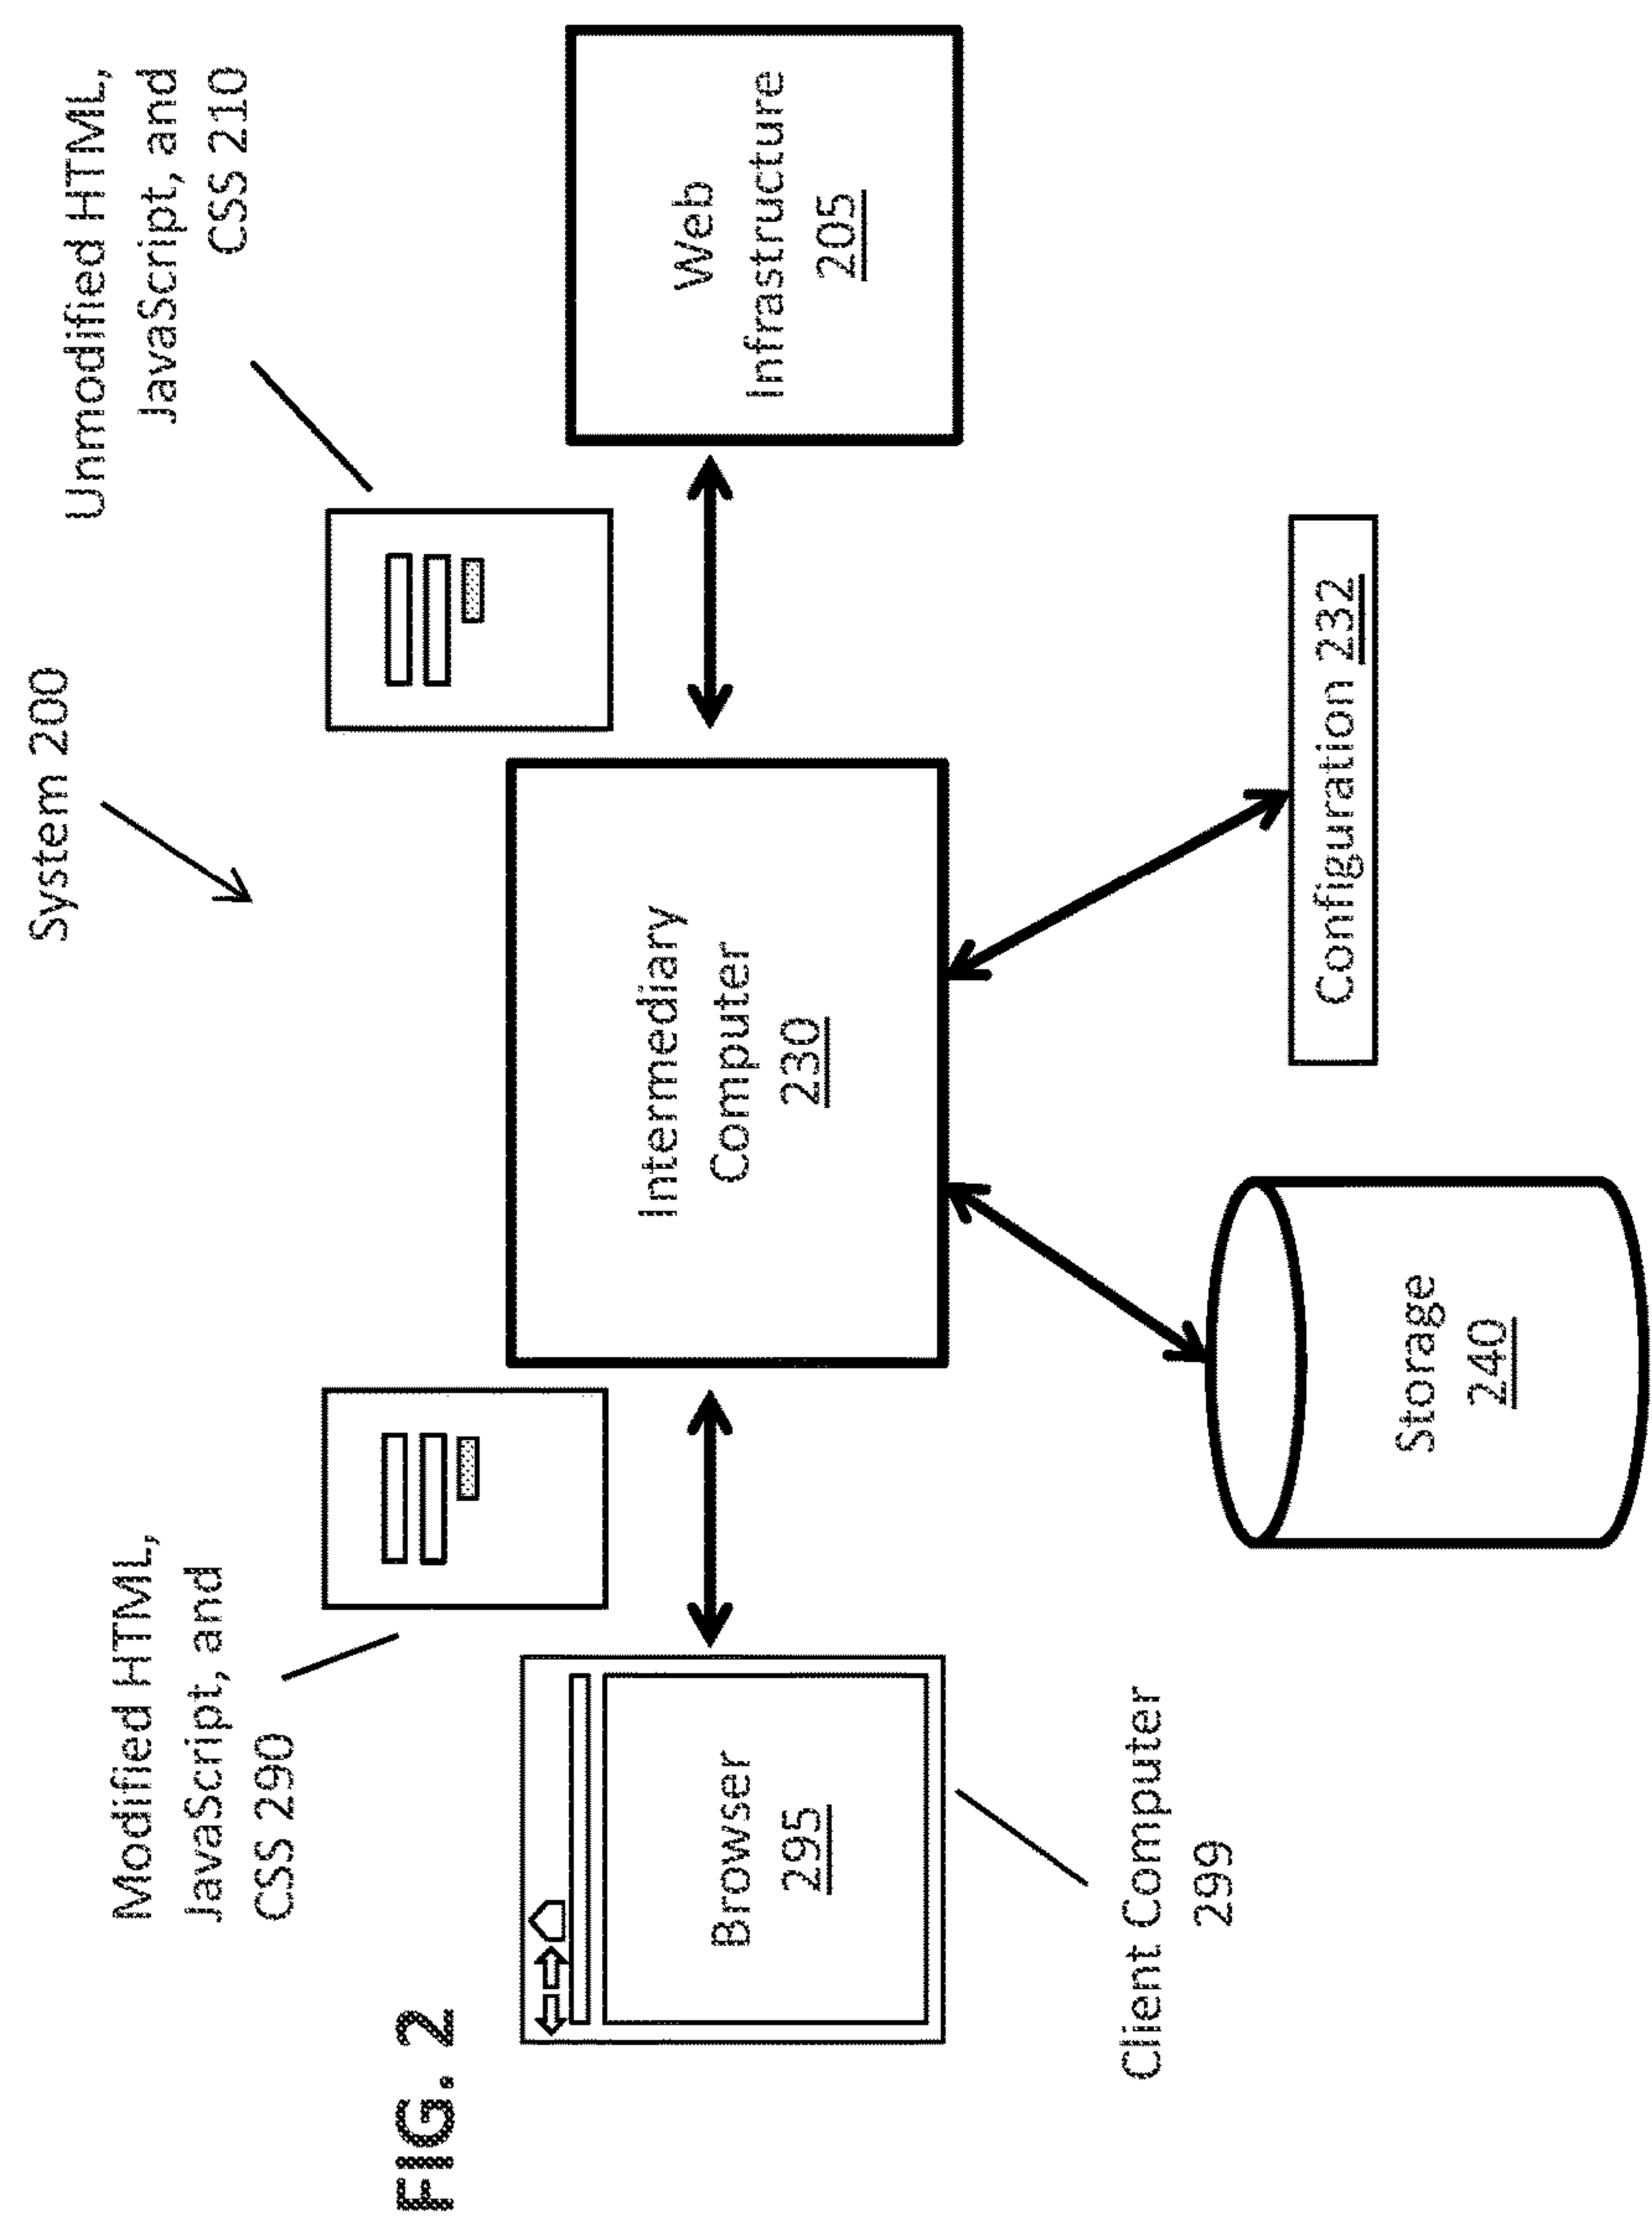 System 200
Unmodified HTML,
JavaScript, and
CSS 210
Modified HTML,
JavaScript, and
CSS 290
FIG. 2
Browser
295
Intermediary
Computer
230
Web
Infrastructure
205
Client Computer
299
Storage
240
Configuration 232